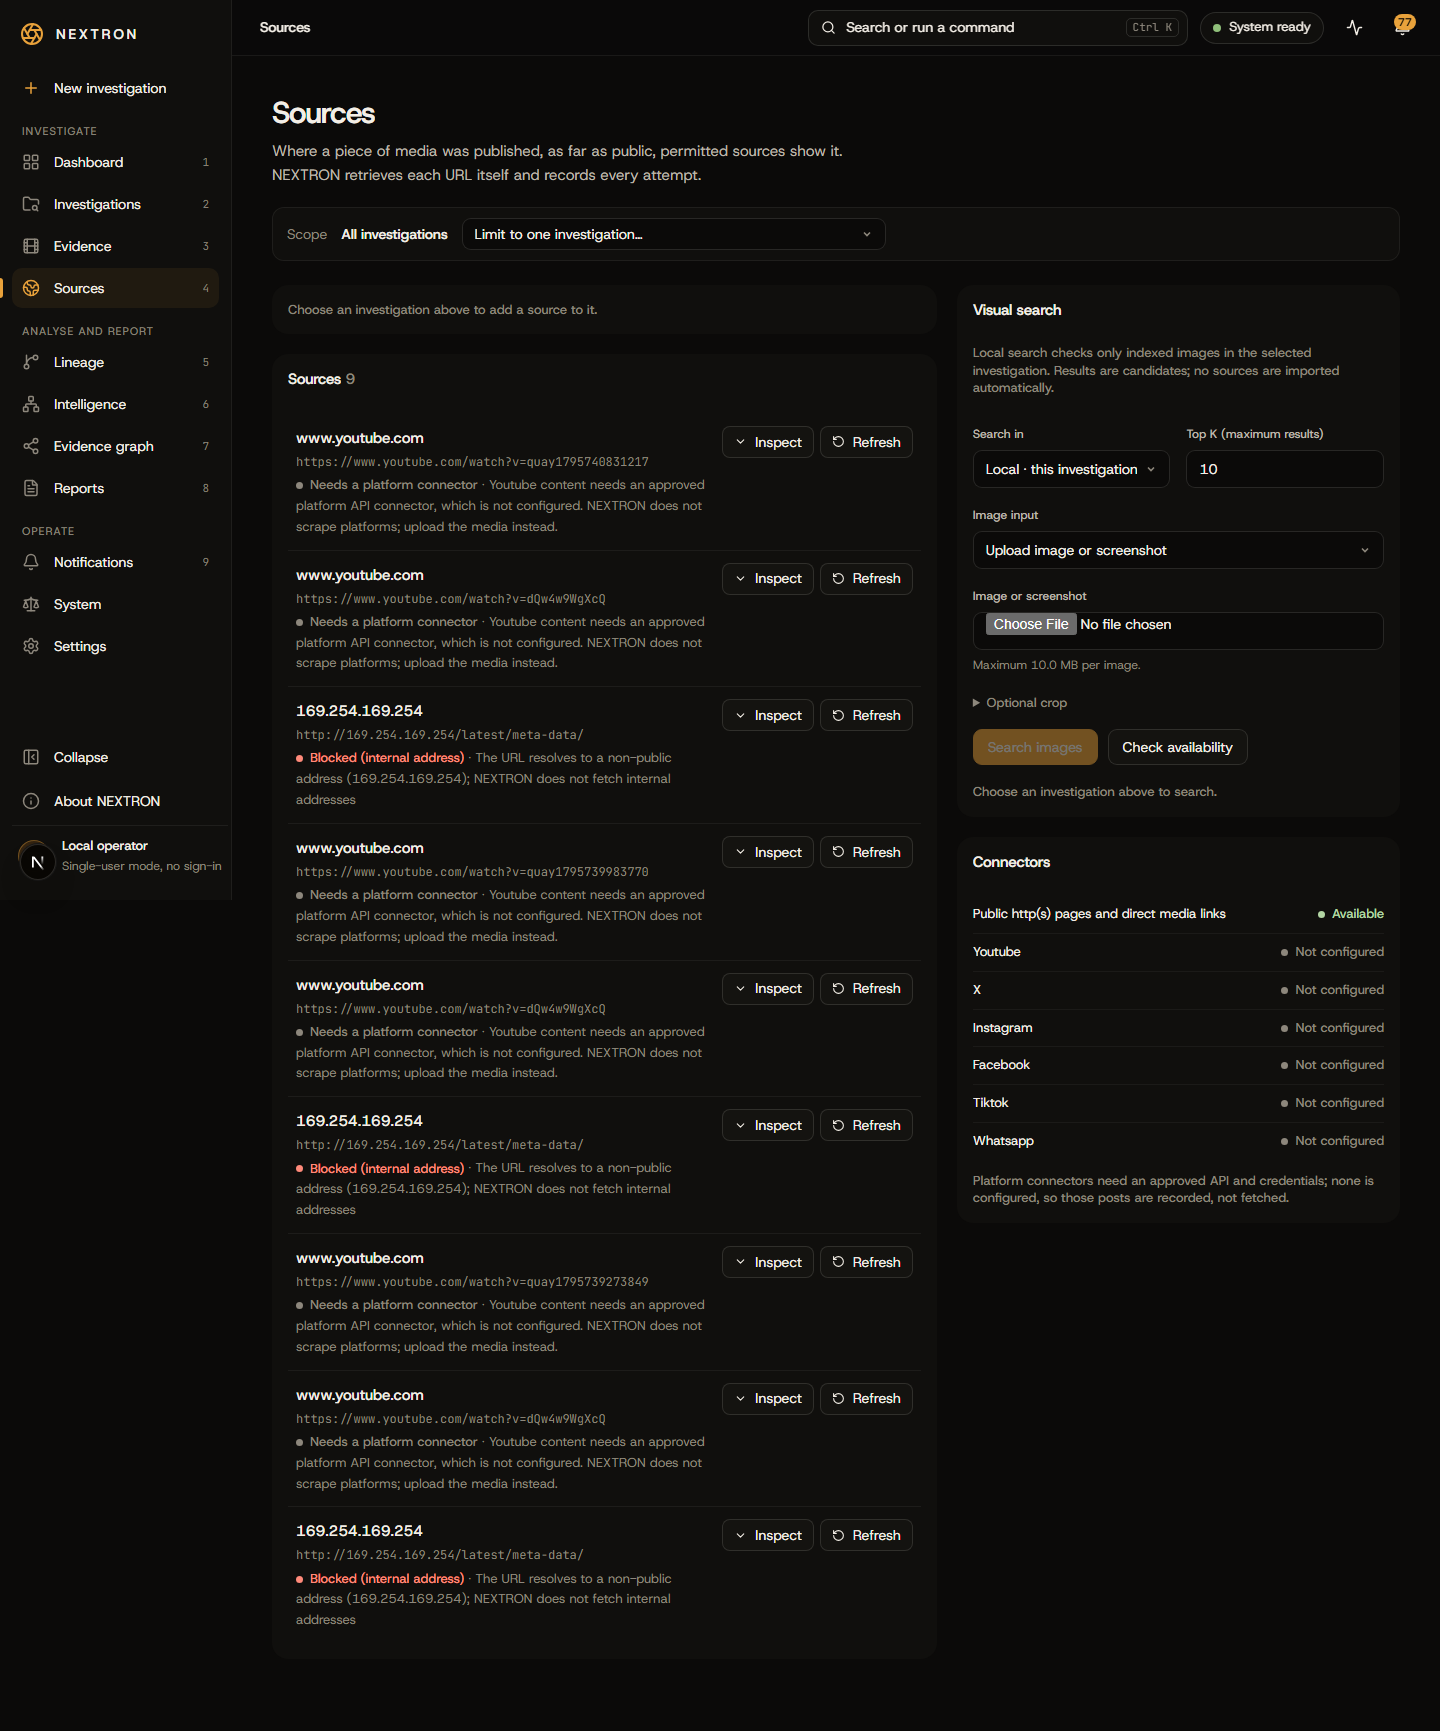 NEXTRON
New investigation
INVESTIGATE
Dashboard 1
Investigations 2
Evidence 3
Sources 4
ANALYSE AND REPORT
Lineage 5
Intelligence 6
Evidence graph 7
Reports 8
OPERATE
Notifications 9
System
Settings
Collapse
About NEXTRON
N
Local operator
Single-user mode, no sign-in
Sources
Search or run a command Ctrl K
System ready
77
Sources
Where a piece of media was published, as far as public, permitted sources show it.
NEXTRON retrieves each URL itself and records every attempt.
Scope All investigations Limit to one investigation...
Choose an investigation above to add a source to it.
Sources 9
www.youtube.com Inspect Refresh
https://www.youtube.com/watch?v=quay1795740831217
Needs a platform connector · Youtube content needs an approved
platform API connector, which is not configured. NEXTRON does not
scrape platforms; upload the media instead.
www.youtube.com Inspect Refresh
https://www.youtube.com/watch?v=dQw4w9WgXcQ
Needs a platform connector · Youtube content needs an approved
platform API connector, which is not configured. NEXTRON does not
scrape platforms; upload the media instead.
169.254.169.254 Inspect Refresh
http://169.254.169.254/latest/meta-data/
Blocked (internal address) · The URL resolves to a non-public
address (169.254.169.254); NEXTRON does not fetch internal
addresses
www.youtube.com Inspect Refresh
https://www.youtube.com/watch?v=quay1795739983770
Needs a platform connector · Youtube content needs an approved
platform API connector, which is not configured. NEXTRON does not
scrape platforms; upload the media instead.
www.youtube.com Inspect Refresh
https://www.youtube.com/watch?v=dQw4w9WgXcQ
Needs a platform connector · Youtube content needs an approved
platform API connector, which is not configured. NEXTRON does not
scrape platforms; upload the media instead.
169.254.169.254 Inspect Refresh
http://169.254.169.254/latest/meta-data/
Blocked (internal address) · The URL resolves to a non-public
address (169.254.169.254); NEXTRON does not fetch internal
addresses
www.youtube.com Inspect Refresh
https://www.youtube.com/watch?v=quay1795739273849
Needs a platform connector · Youtube content needs an approved
platform API connector, which is not configured. NEXTRON does not
scrape platforms; upload the media instead.
www.youtube.com Inspect Refresh
https://www.youtube.com/watch?v=dQw4w9WgXcQ
Needs a platform connector · Youtube content needs an approved
platform API connector, which is not configured. NEXTRON does not
scrape platforms; upload the media instead.
169.254.169.254 Inspect Refresh
http://169.254.169.254/latest/meta-data/
Blocked (internal address) · The URL resolves to a non-public
address (169.254.169.254); NEXTRON does not fetch internal
addresses
Visual search
Local search checks only indexed images in the selected
investigation. Results are candidates; no sources are imported
automatically.
Search in Top K (maximum results)
Local · this investigation 10
Image input
Upload image or screenshot
Image or screenshot
Choose File No file chosen
Maximum 10.0 MB per image.
Optional crop
Search images Check availability
Choose an investigation above to search.
Connectors
Public http(s) pages and direct media links Available
Youtube Not configured
X Not configured
Instagram Not configured
Facebook Not configured
Tiktok Not configured
Whatsapp Not configured
Platform connectors need an approved API and credentials; none is
configured, so those posts are recorded, not fetched.